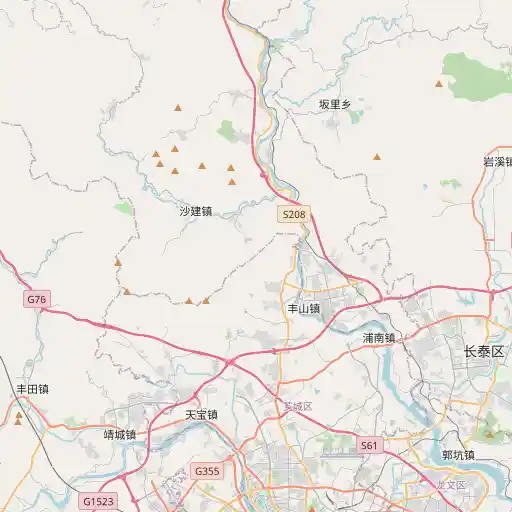 坂里乡
岩溪镇
沙建镇
S208
G76
丰山镇
浦南镇
长泰区
丰田镇
芗城区
天宝镇
靖城镇
S61
郭坑镇
G355
龙文区
G1523